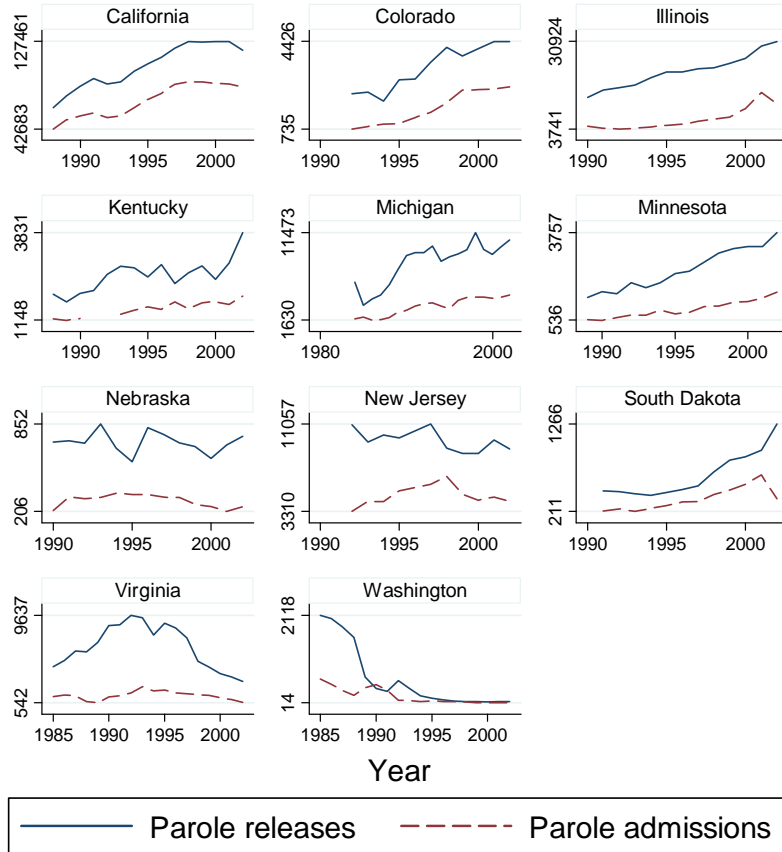 California
127461
42683
1990 1995 2000
Colorado
4426
735
1990 1995 2000
Illinois
30924
3741
1990 1995 2000
Kentucky
3831
1148
1990 1995 2000
Michigan
11473
1630
1980 1990 2000
Minnesota
3757
536
1990 1995 2000
Nebraska
852
206
1990 1995 2000
New Jersey
11057
3310
1990 1995 2000
South Dakota
1266
211
1990 1995 2000
Virginia
9637
542
1985 1990 1995 2000
Washington
2118
14
1985 1990 1995 2000
Year
Parole releases Parole admissions